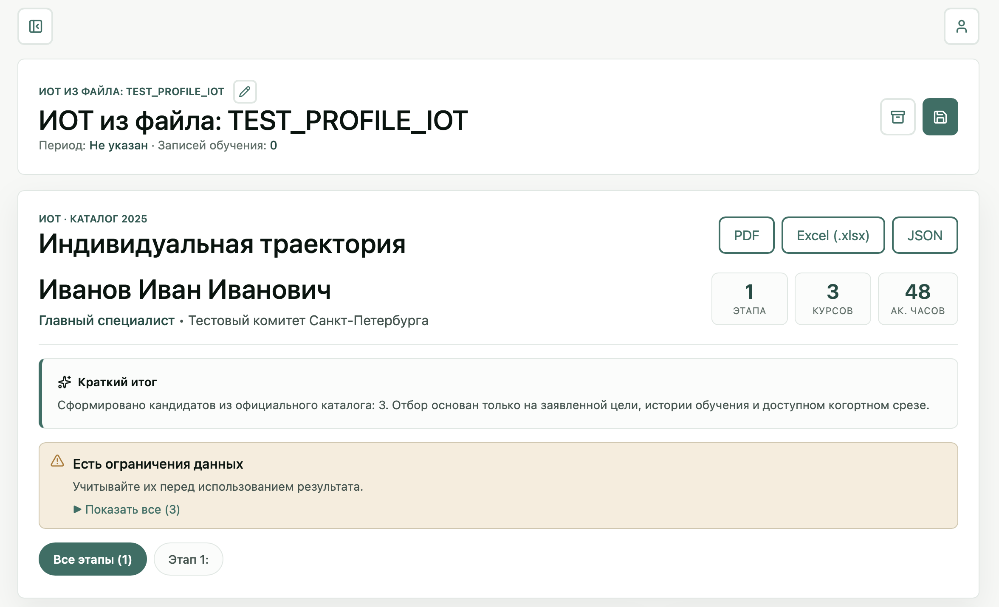 ИОТ ИЗ ФАЙЛА: TEST_PROFILE_IOT
ИОТ из файла: TEST_PROFILE_IOT
Период: Не указан · Записей обучения: 0
ИОТ · КАТАЛОГ 2025
Индивидуальная траектория
PDF
Excel (.xlsx)
JSON
Иванов Иван Иванович
Главный специалист • Тестовый комитет Санкт-Петербурга
1
ЭТАПА
3
КУРСОВ
48
АК. ЧАСОВ
Краткий итог
Сформировано кандидатов из официального каталога: 3. Отбор основан только на заявленной цели, истории обучения и доступном когортном срезе.
Есть ограничения данных
Учитывайте их перед использованием результата.
▶ Показать все (3)
Все этапы (1)
Этап 1: